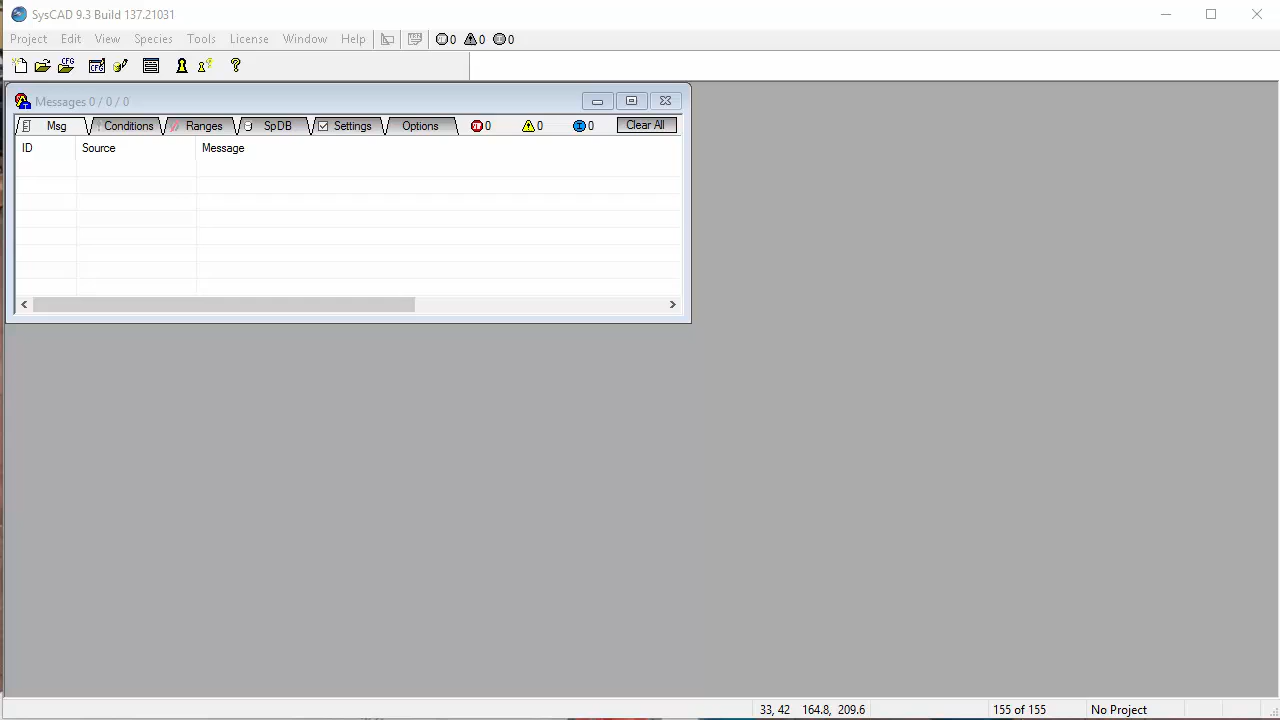 SysCAD 9.3 Build 137.21031
Project Edit View Species Tools License Window Help 0 0 0
Messages 0 / 0 / 0
Msg Conditions Ranges SpDB Settings Options 0 0 0 Clear All
ID Source Message
33, 42 164.8, 209.6 155 of 155 No Project